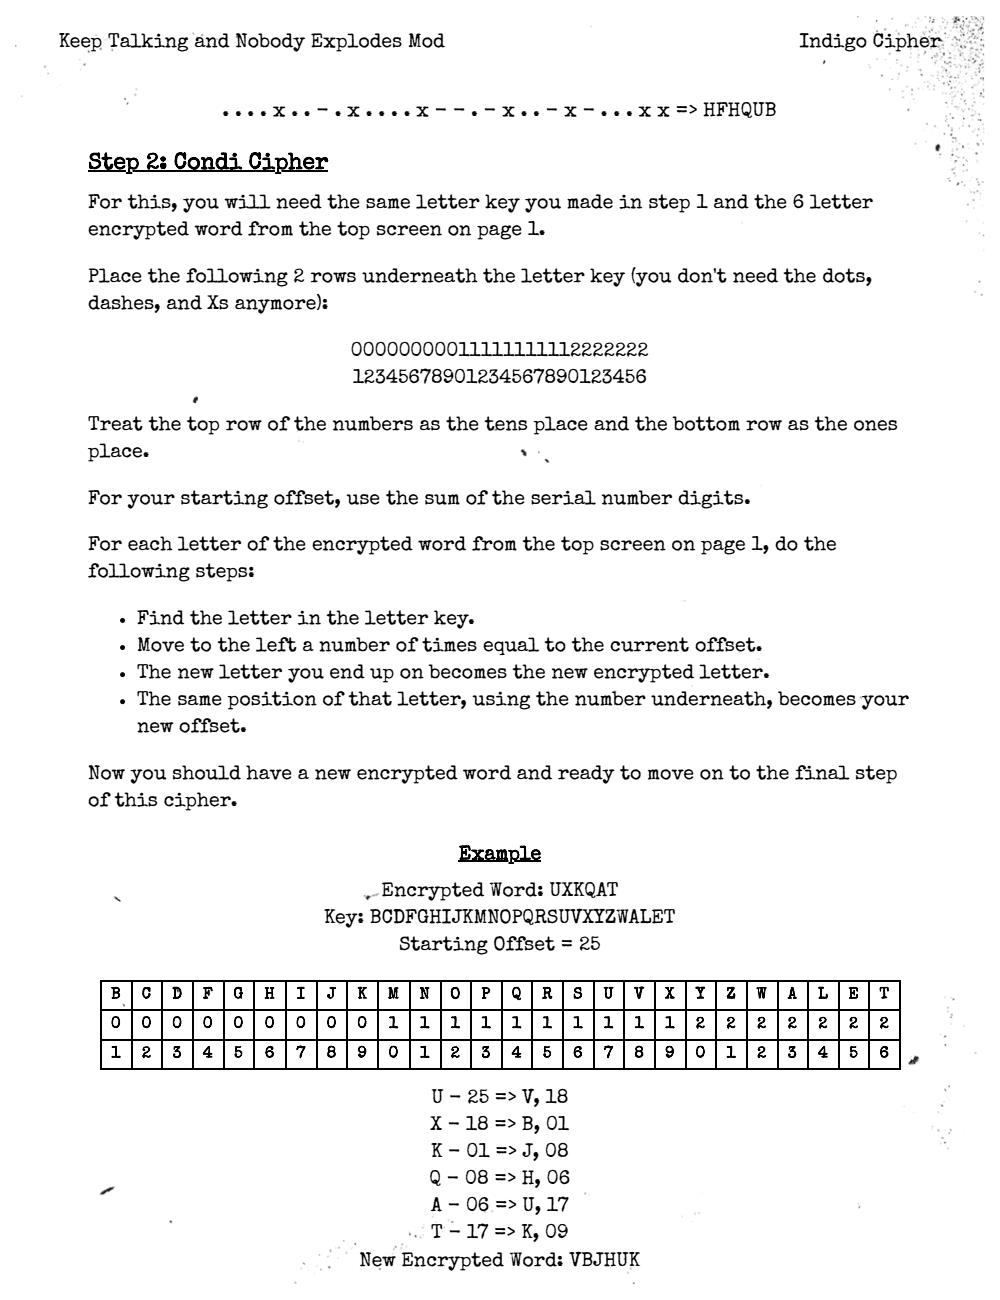 Keep Talking and Nobody Explodes Mod Indigo Cipher
....x..-.x....x--.-x..-x-...xx => HFHQUB
Step 2: Condi Cipher
For this, you will need the same letter key you made in step 1 and the 6 letter
encrypted word from the top screen on page 1.
Place the following 2 rows underneath the letter key (you don't need the dots,
dashes, and Xs anymore):
00000000011111111112222222
12345678901234567890123456
Treat the top row of the numbers as the tens place and the bottom row as the ones
place.
For your starting offset, use the sum of the serial number digits.
For each letter of the encrypted word from the top screen on page 1, do the
following steps:
• Find the letter in the letter key.
• Move to the left a number of times equal to the current offset.
• The new letter you end up on becomes the new encrypted letter.
• The same position of that letter, using the number underneath, becomes your
new offset.
Now you should have a new encrypted word and ready to move on to the final step
of this cipher.
Example
Encrypted Word: UXKQAT
Key: BCDFGHIJKMNOPQRSUVXYZWALET
Starting Offset = 25
B C D F G H I J K M N O P Q R S U V X Y Z W A L E T
0 0 0 0 0 0 0 0 0 1 1 1 1 1 1 1 1 1 1 2 2 2 2 2 2 2
1 2 3 4 5 6 7 8 9 0 1 2 3 4 5 6 7 8 9 0 1 2 3 4 5 6
U - 25 => V, 18
X - 18 => B, 01
K - 01 => J, 08
Q - 08 => H, 06
A - 06 => U, 17
T - 17 => K, 09
New Encrypted Word: VBJHUK